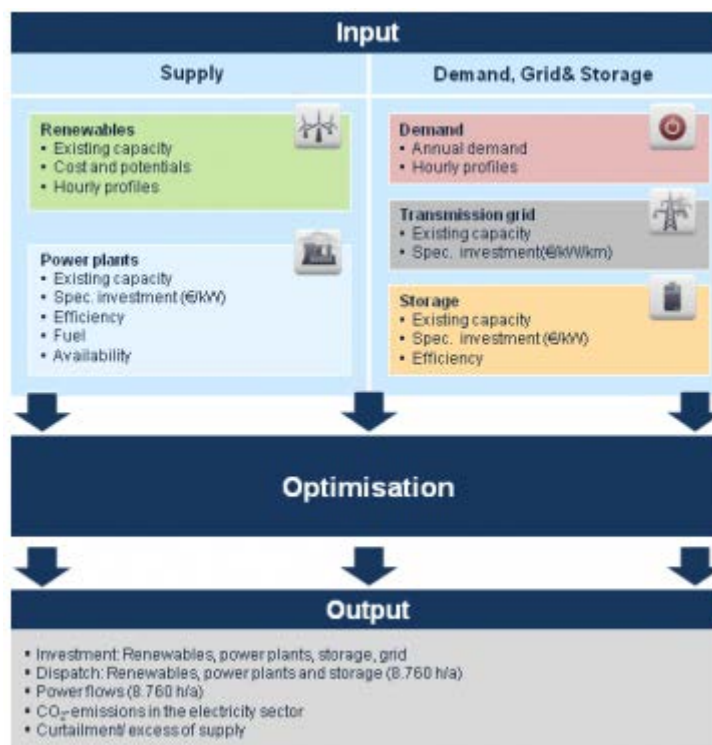 Input
Supply
Demand, Grid& Storage
Renewables
• Existing capacity
• Cost and potentials
• Hourly profiles
Power plants
• Existing capacity
• Spec. investment (€/kW)
• Efficiency
• Fuel
• Availability
Demand
• Annual demand
• Hourly profiles
Transmission grid
• Existing capacity
• Spec. investment(€/kW/km)
Storage
• Existing capacity
• Spec. investment (€/kW)
• Efficiency
Optimisation
Output
▪ Investment: Renewables, power plants, storage, grid
▪ Dispatch: Renewables, power plants and storage (8.760 h/a)
▪ Power flows (8.760 h/a)
▪ CO₂-emissions in the electricity sector
▪ Curtailment/ excess of supply